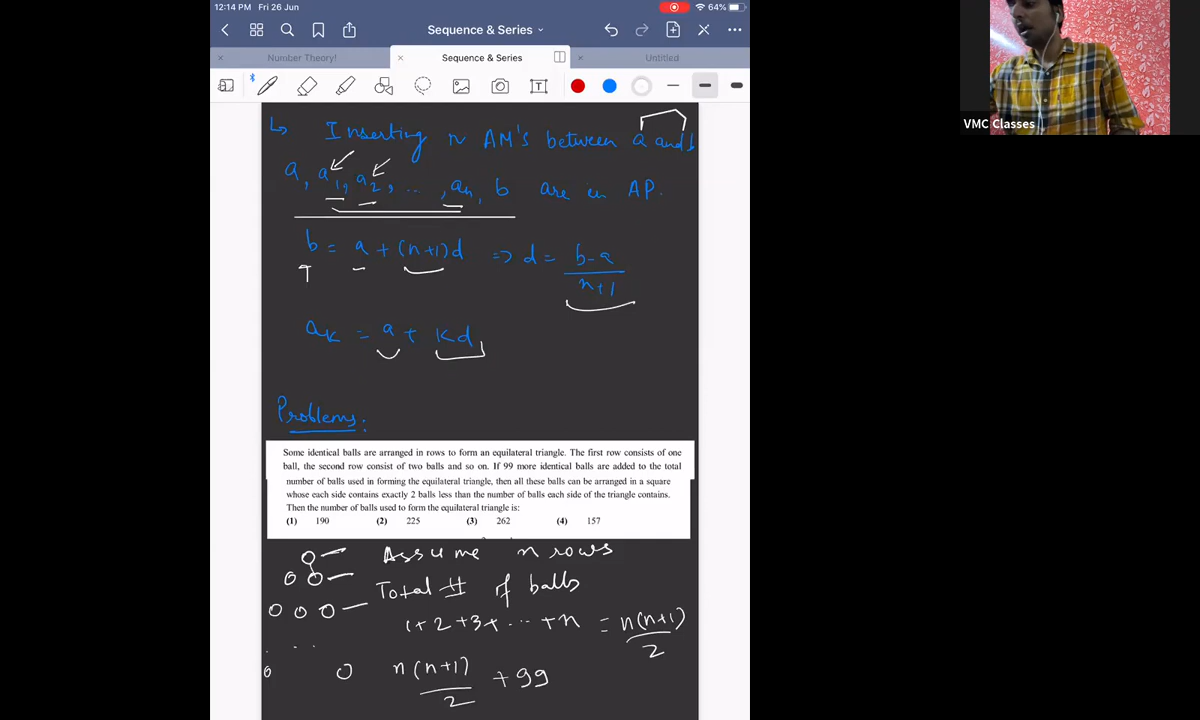 12:14 PM Fri 26 Jun
64%
Sequence & Series
Number Theory!
Sequence & Series
Untitled
VMC Classes
↳ Inserting n AM's between a and b
a, a1, a2, ..., an, b are in AP.
b = a + (n+1)d => d = b-a / n+1
ak = a + kd
Problems:
Some identical balls are arranged in rows to form an equilateral triangle. The first row consists of one
ball, the second row consist of two balls and so on. If 99 more identical balls are added to the total
number of balls used in forming the equilateral triangle, then all these balls can be arranged in a square
whose each side contains exactly 2 balls less than the number of balls each side of the triangle contains.
Then the number of balls used to form the equilateral triangle is:
(1) 190 (2) 225 (3) 262 (4) 157
Assume n rows
Total # of balls
1+2+3+ ... +n = n(n+1) / 2
n(n+1) / 2 + 99